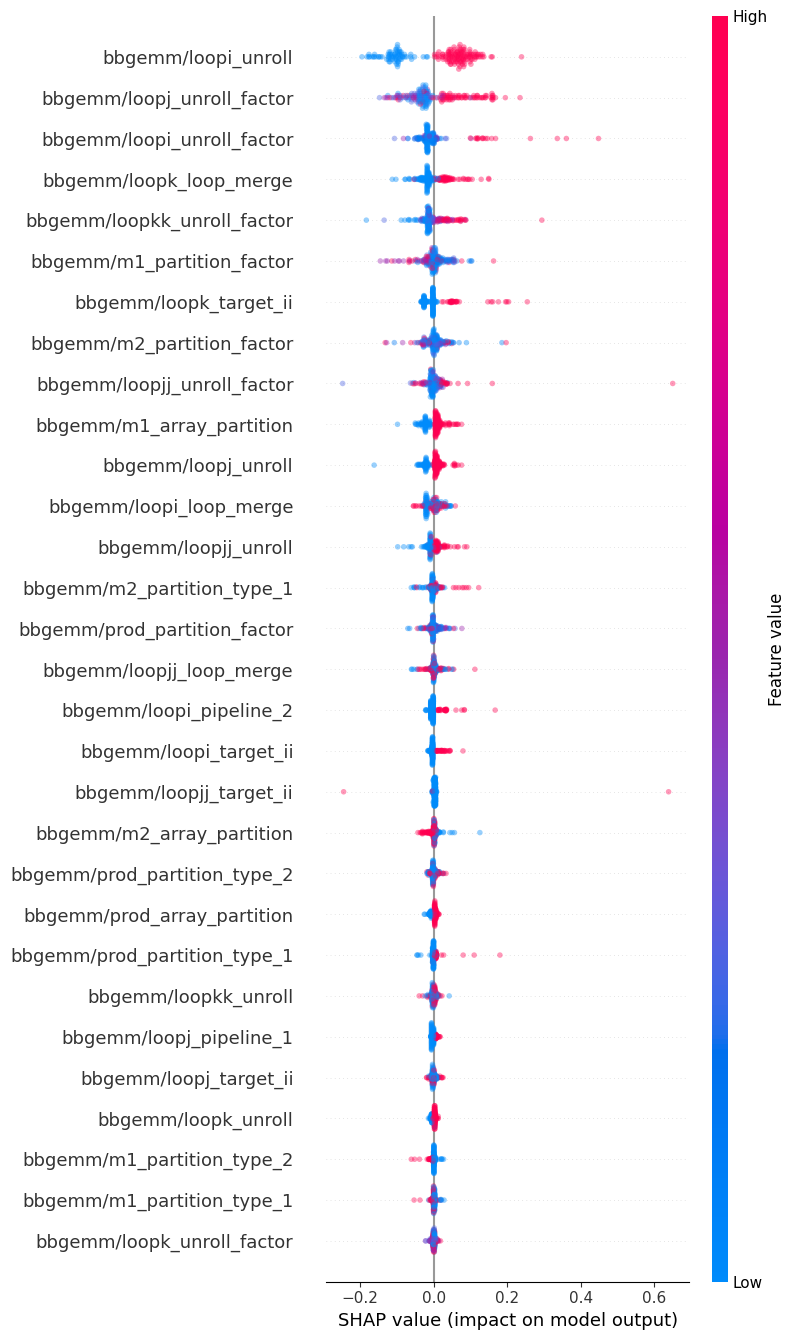 High
bbgemm/loopi_unroll
bbgemm/loopj_unroll_factor
bbgemm/loopi_unroll_factor
bbgemm/loopk_loop_merge
bbgemm/loopkk_unroll_factor
bbgemm/m1_partition_factor
bbgemm/loopk_target_ii
bbgemm/m2_partition_factor
bbgemm/loopjj_unroll_factor
bbgemm/m1_array_partition
bbgemm/loopj_unroll
bbgemm/loopi_loop_merge
bbgemm/loopjj_unroll
bbgemm/m2_partition_type_1
bbgemm/prod_partition_factor
bbgemm/loopjj_loop_merge
bbgemm/loopi_pipeline_2
bbgemm/loopi_target_ii
bbgemm/loopjj_target_ii
bbgemm/m2_array_partition
bbgemm/prod_partition_type_2
bbgemm/prod_array_partition
bbgemm/prod_partition_type_1
bbgemm/loopkk_unroll
bbgemm/loopj_pipeline_1
bbgemm/loopj_target_ii
bbgemm/loopk_unroll
bbgemm/m1_partition_type_2
bbgemm/m1_partition_type_1
bbgemm/loopk_unroll_factor
Feature value
Low
−0.2 0.0 0.2 0.4 0.6
SHAP value (impact on model output)